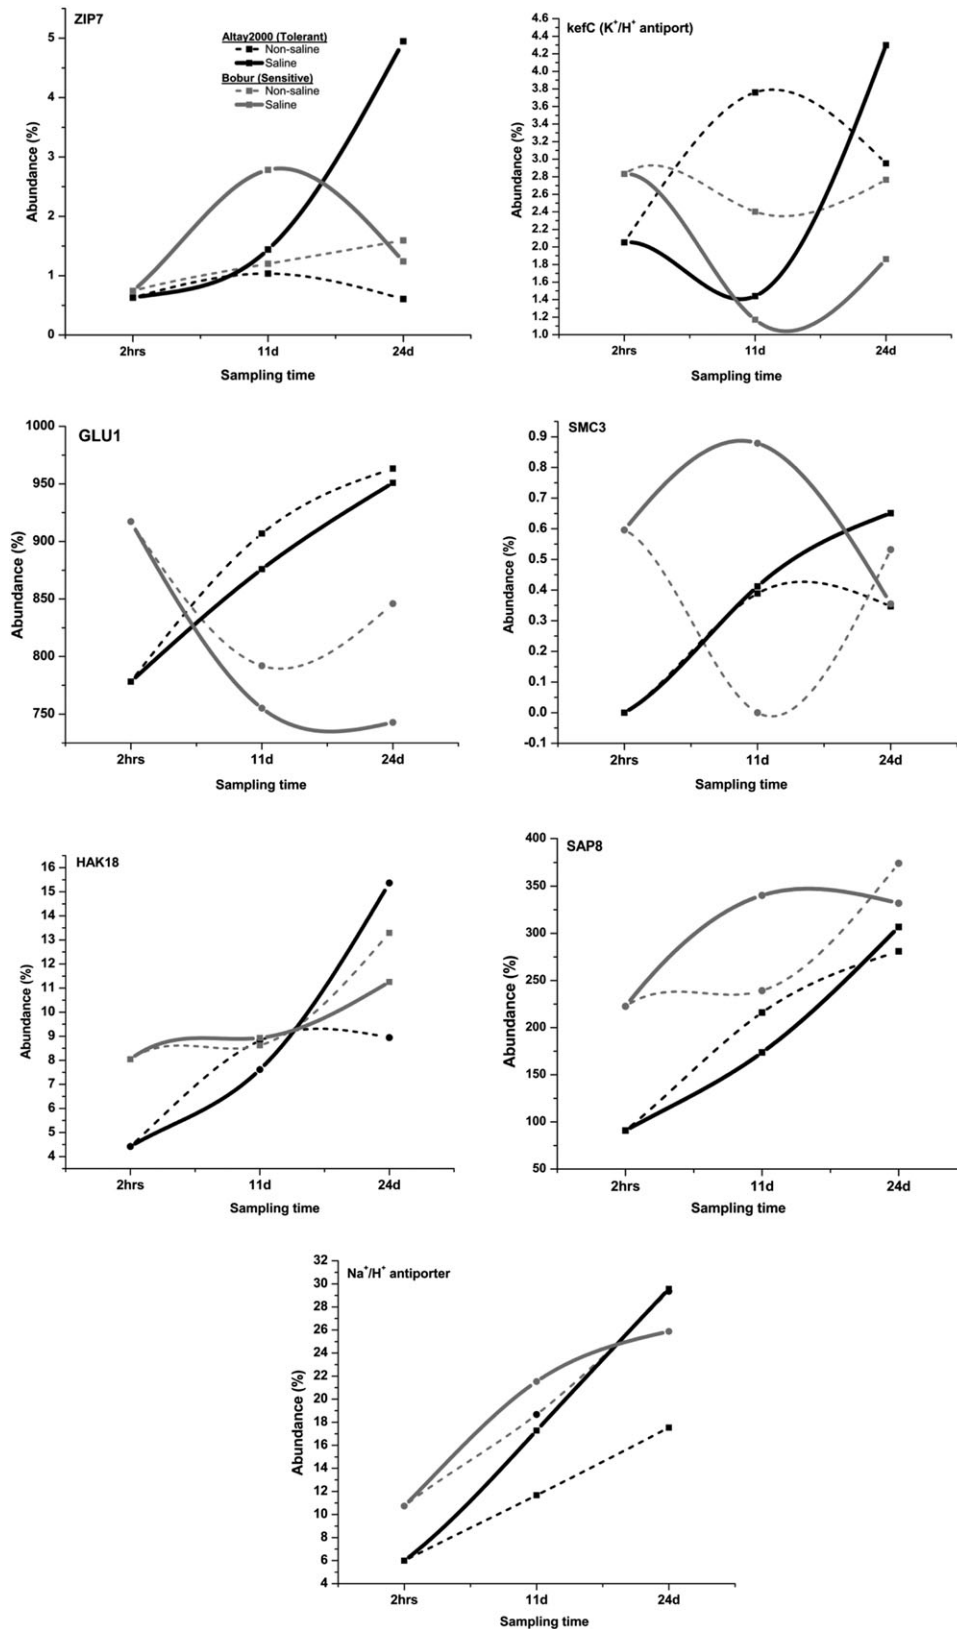 ZIP7
Altay2000 (Tolerant)
Non-saline
Saline
Bobur (Sensitive)
Non-saline
Saline
Abundance (%)
5
4
3
2
1
0
2hrs 11d 24d
Sampling time
kefC (K⁺/H⁺ antiport)
Abundance (%)
4.6
4.4
4.2
4.0
3.8
3.6
3.4
3.2
3.0
2.8
2.6
2.4
2.2
2.0
1.8
1.6
1.4
1.2
1.0
2hrs 11d 24d
Sampling time
GLU1
Abundance (%)
1000
950
900
850
800
750
2hrs 11d 24d
Sampling time
SMC3
Abundance (%)
0.9
0.8
0.7
0.6
0.5
0.4
0.3
0.2
0.1
0.0
-0.1
2hrs 11d 24d
Sampling time
HAK18
Abundance (%)
16
15
14
13
12
11
10
9
8
7
6
5
4
2hrs 11d 24d
Sampling time
SAP8
Abundance (%)
400
350
300
250
200
150
100
50
2hrs 11d 24d
Sampling time
Na⁺/H⁺ antiporter
Abundance (%)
32
30
28
26
24
22
20
18
16
14
12
10
8
6
4
2hrs 11d 24d
Sampling time